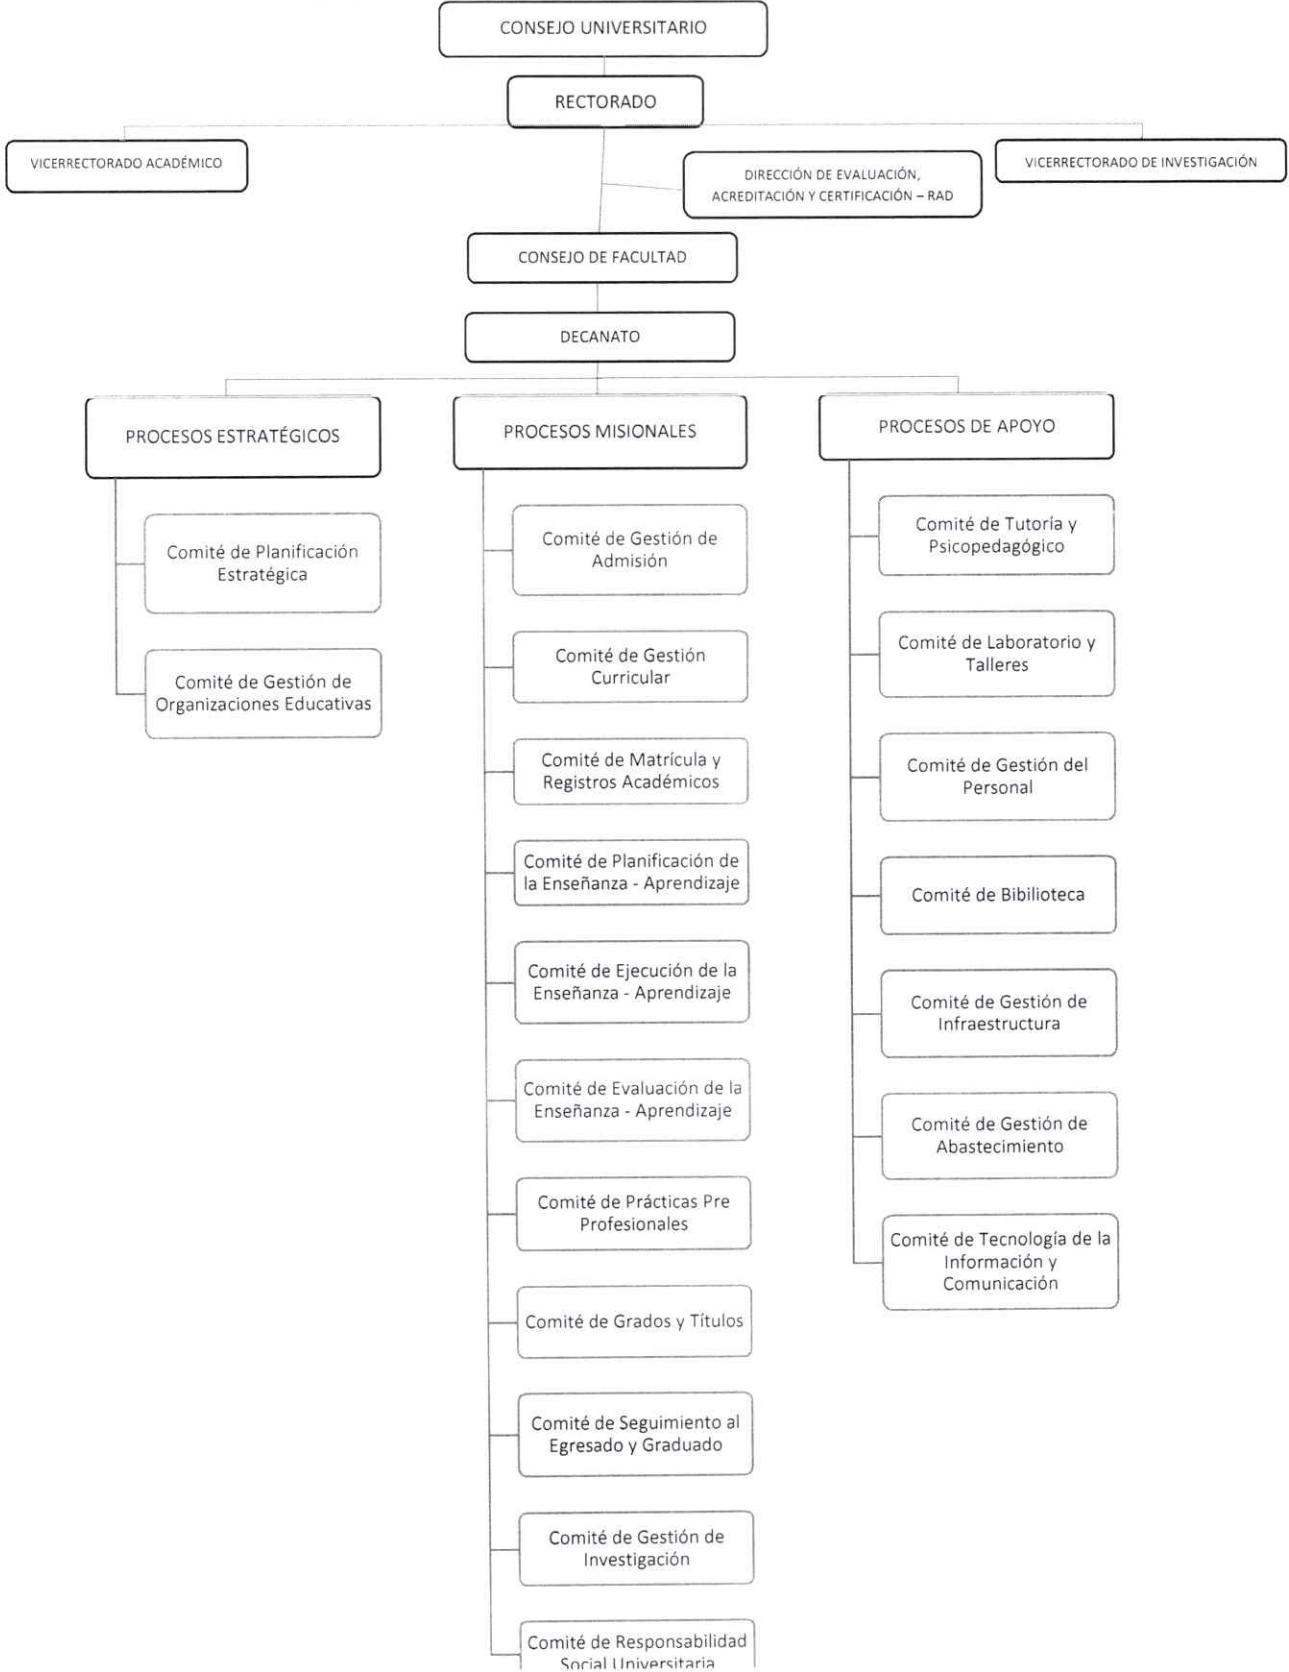 CONSEJO UNIVERSITARIO
RECTORADO
VICERRECTORADO ACADÉMICO
VICERRECTORADO DE INVESTIGACIÓN
DIRECCIÓN DE EVALUACIÓN,
ACREDITACIÓN Y CERTIFICACIÓN – RAD
CONSEJO DE FACULTAD
DECANATO
PROCESOS ESTRATÉGICOS
Comité de Planificación
Estratégica
Comité de Gestión de
Organizaciones Educativas
PROCESOS MISIONALES
Comité de Gestión de
Admisión
Comité de Gestión
Curricular
Comité de Matrícula y
Registros Académicos
Comité de Planificación de
la Enseñanza - Aprendizaje
Comité de Ejecución de la
Enseñanza - Aprendizaje
Comité de Evaluación de la
Enseñanza - Aprendizaje
Comité de Prácticas Pre
Profesionales
Comité de Grados y Títulos
Comité de Seguimiento al
Egresado y Graduado
Comité de Gestión de
Investigación
Comité de Responsabilidad
Social Universitaria
PROCESOS DE APOYO
Comité de Tutoría y
Psicopedagógico
Comité de Laboratorio y
Talleres
Comité de Gestión del
Personal
Comité de Bibilioteca
Comité de Gestión de
Infraestructura
Comité de Gestión de
Abastecimiento
Comité de Tecnología de la
Información y
Comunicación